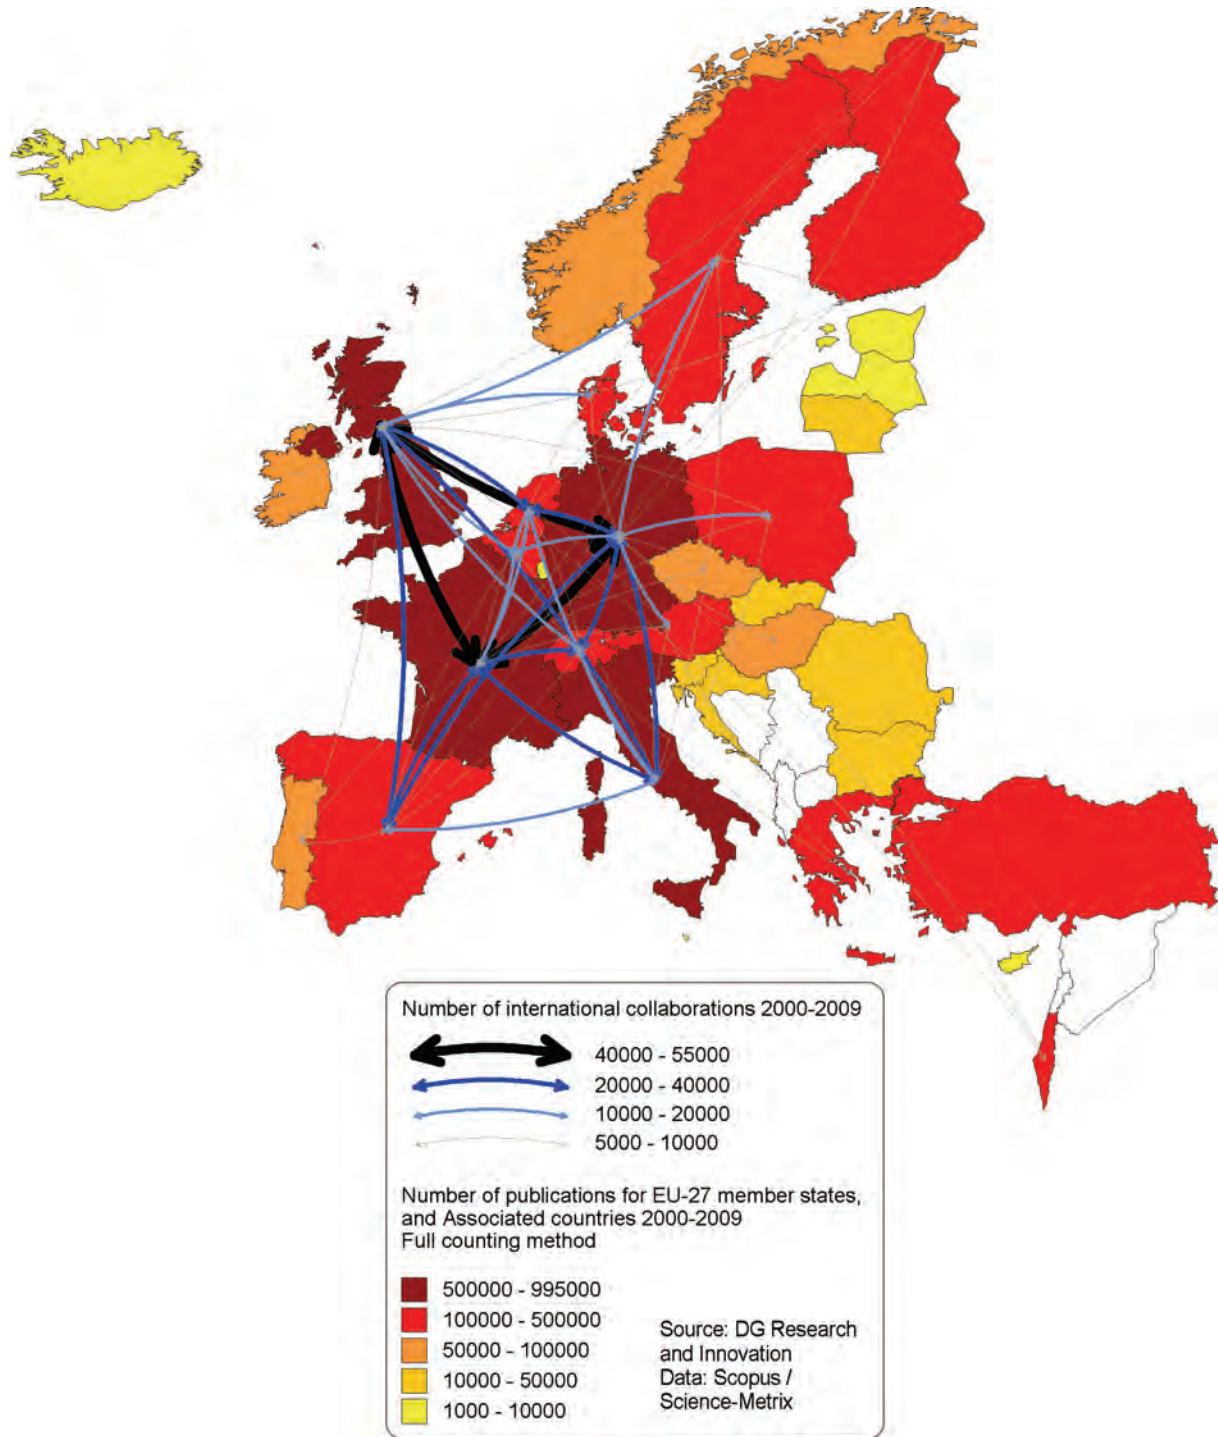 Number of international collaborations 2000-2009
40000 - 55000
20000 - 40000
10000 - 20000
5000 - 10000
Number of publications for EU-27 member states,
and Associated countries 2000-2009
Full counting method
500000 - 995000
100000 - 500000
50000 - 100000
10000 - 50000
1000 - 10000
Source: DG Research
and Innovation
Data: Scopus /
Science-Metrix